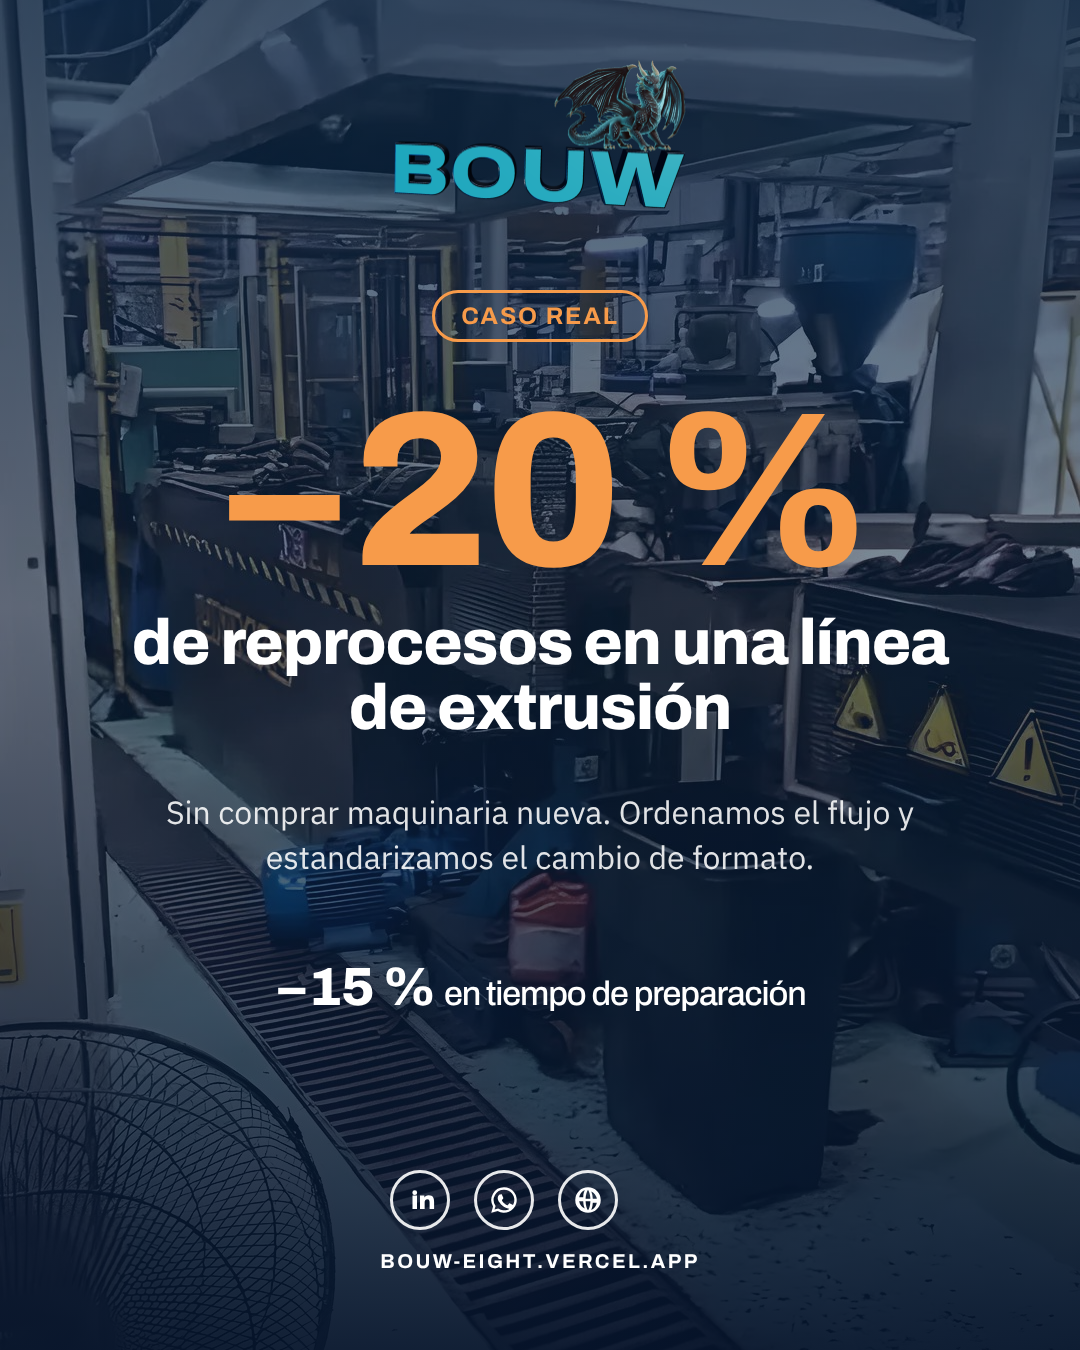 BOUW
CASO REAL
–20 %
de reprocesos en una línea
de extrusión
Sin comprar maquinaria nueva. Ordenamos el flujo y
estandarizamos el cambio de formato.
–15 % en tiempo de preparación
in
BOUW-EIGHT.VERCEL.APP